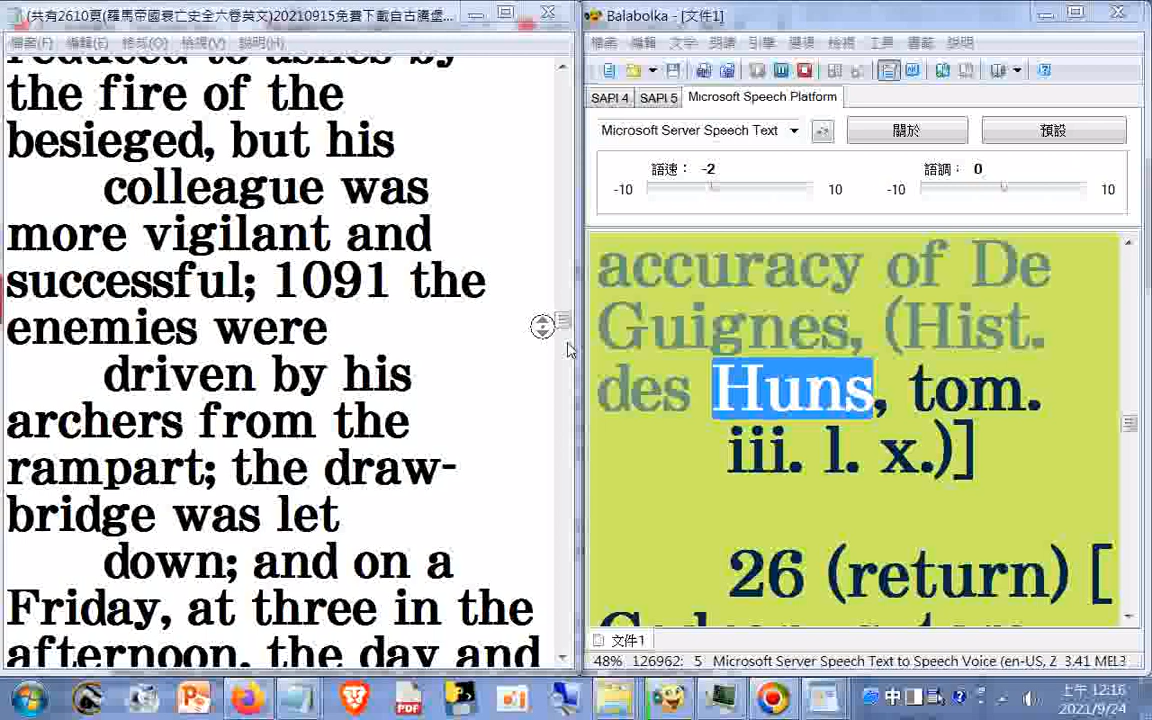 (共有2610頁(羅馬帝國衰亡史全六卷英文)20210915免費下載自古騰堡...
檔案(F) 編輯(E) 格式(O) 檢視(V) 說明(H)
reduced to ashes by
the fire of the
besieged, but his
colleague was
more vigilant and
successful; 1091 the
enemies were
driven by his
archers from the
rampart; the draw-
bridge was let
down; and on a
Friday, at three in the
afternoon, the day and
Balabolka - [文件1]
檔案 編輯 文字 朗讀 引擎 選項 檢視 工具 書籤 說明
SAPI 4 SAPI 5 Microsoft Speech Platform
Microsoft Server Speech Text 關於 預設
語速: -2 語調: 0
-10 10 -10 10
accuracy of De
Guignes, (Hist.
des Huns, tom.
iii. l. x.)]
26 (return) [
文件1
48% 126962: 5 Microsoft Server Speech Text to Speech Voice (en-US, Z 3.41 MEL3
中
上午 12:16
2021/9/24